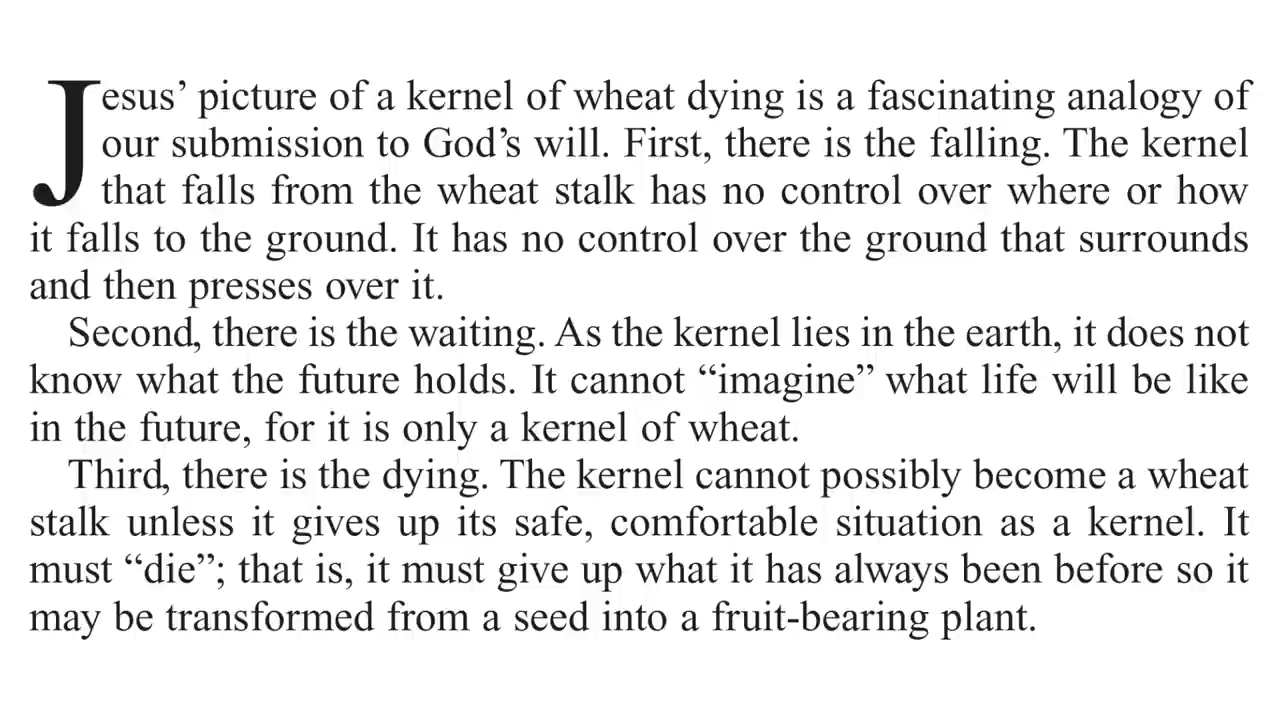 Jesus’ picture of a kernel of wheat dying is a fascinating analogy of
our submission to God’s will. First, there is the falling. The kernel
that falls from the wheat stalk has no control over where or how
it falls to the ground. It has no control over the ground that surrounds
and then presses over it.
Second, there is the waiting. As the kernel lies in the earth, it does not
know what the future holds. It cannot “imagine” what life will be like
in the future, for it is only a kernel of wheat.
Third, there is the dying. The kernel cannot possibly become a wheat
stalk unless it gives up its safe, comfortable situation as a kernel. It
must “die”; that is, it must give up what it has always been before so it
may be transformed from a seed into a fruit-bearing plant.